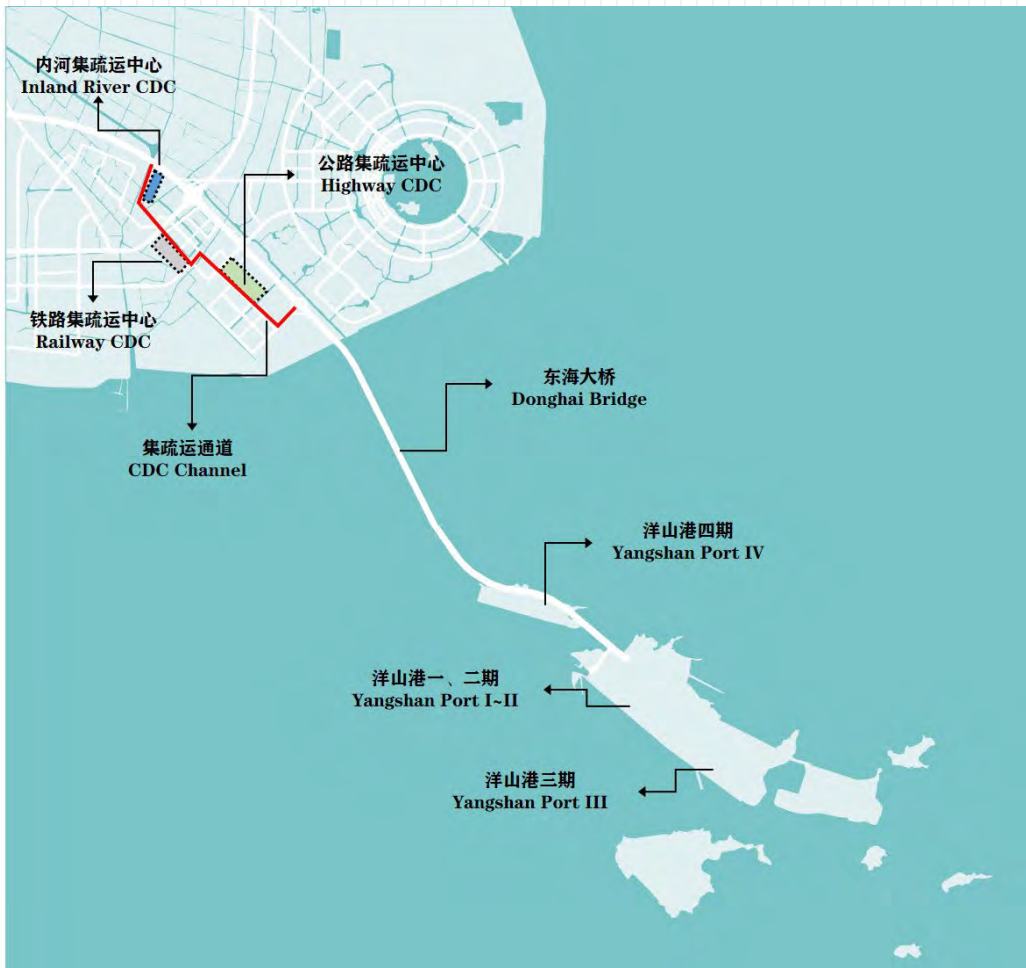 内河集疏运中心
Inland River CDC
公路集疏运中心
Highway CDC
铁路集疏运中心
Railway CDC
东海大桥
Donghai Bridge
集疏运通道
CDC Channel
洋山港四期
Yangshan Port IV
洋山港一、二期
Yangshan Port I~II
洋山港三期
Yangshan Port III